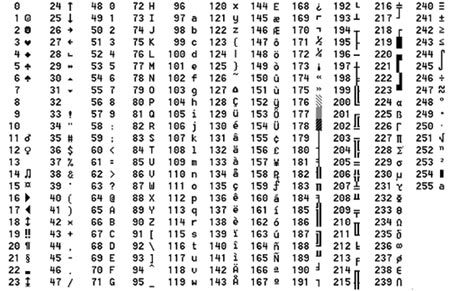 0 24 ↑ 48 0 72 H 96 120 x 144 É 168 ¿ 192 └ 216 ╪ 240 ≡
1 ☺ 25 ↓ 49 1 73 I 97 a 121 y 145 æ 169 ⌐ 193 ┴ 217 ┘ 241 ±
2 ☻ 26 → 50 2 74 J 98 b 122 z 146 Æ 170 ¬ 194 ┬ 218 ┌ 242 ≥
3 ♥ 27 ← 51 3 75 K 99 c 123 { 147 ô 171 ½ 195 ├ 219 █ 243 ≤
4 ♦ 28 ∟ 52 4 76 L 100 d 124 | 148 ö 172 ¼ 196 ─ 220 ▄ 244 ⌠
5 ♣ 29 ↔ 53 5 77 M 101 e 125 } 149 ò 173 ¡ 197 ┼ 221 ▌ 245 ⌡
6 ♠ 30 ▲ 54 6 78 N 102 f 126 ~ 150 û 174 « 198 ╞ 222 ▐ 246 ÷
7 31 ▼ 55 7 79 O 103 g 127 ⌂ 151 ù 175 » 199 ╟ 223 ▀ 247 ≈
8 32 56 8 80 P 104 h 128 Ç 152 ÿ 176 ░ 200 ╚ 224 α 248 °
9 33 ! 57 9 81 Q 105 i 129 ü 153 Ö 177 ▒ 201 ╔ 225 ß 249 ∙
10 34 " 58 : 82 R 106 j 130 é 154 Ü 178 ▓ 202 ╩ 226 Γ 250 ·
11 ♂ 35 # 59 ; 83 S 107 k 131 â 155 ¢ 179 │ 203 ╦ 227 π 251 √
12 ♀ 36 $ 60 < 84 T 108 l 132 ä 156 £ 180 ┤ 204 ╠ 228 Σ 252 ⁿ
13 37 % 61 = 85 U 109 m 133 à 157 ¥ 181 ╡ 205 ═ 229 σ 253 ²
14 ♫ 38 & 62 > 86 V 110 n 134 å 158 ₧ 182 ╢ 206 ╬ 230 µ 254 ■
15 ☼ 39 ' 63 ? 87 W 111 o 135 ç 159 ƒ 183 ╖ 207 ╧ 231 γ 255 a
16 ► 40 ( 64 @ 88 X 112 p 136 ê 160 á 184 ╕ 208 ╨ 232 Φ
17 ◄ 41 ) 65 A 89 Y 113 q 137 ë 161 í 185 ╣ 209 ╤ 233 Θ
18 ↕ 42 * 66 B 90 Z 114 r 138 è 162 ó 186 ║ 210 ╥ 234 Ω
19 ‼ 43 + 67 C 91 [ 115 s 139 ï 163 ú 187 ╗ 211 ╙ 235 δ
20 ¶ 44 , 68 D 92 \ 116 t 140 î 164 ñ 188 ╝ 212 ╘ 236 ∞
21 § 45 - 69 E 93 ] 117 u 141 ì 165 Ñ 189 ╜ 213 ╒ 237 ø
22 ▬ 46 . 70 F 94 ^ 118 v 142 Ä 166 ª 190 ╛ 214 ╓ 238 ∈
23 ↨ 47 / 71 G 95 _ 119 w 143 Å 167 º 191 ┐ 215 ╫ 239 ∩